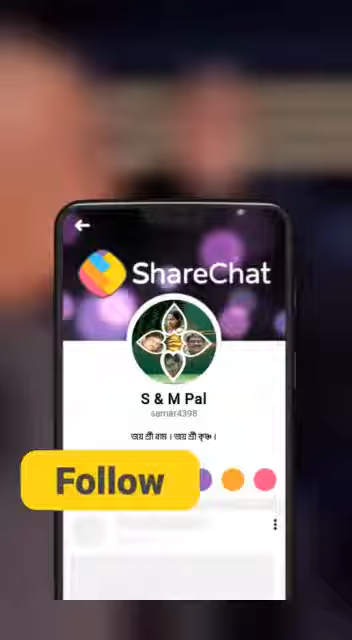 ShareChat
S & M Pal
samar4398
জয় শ্রী রাম । জয় শ্রী কৃষ্ণ ।
Follow